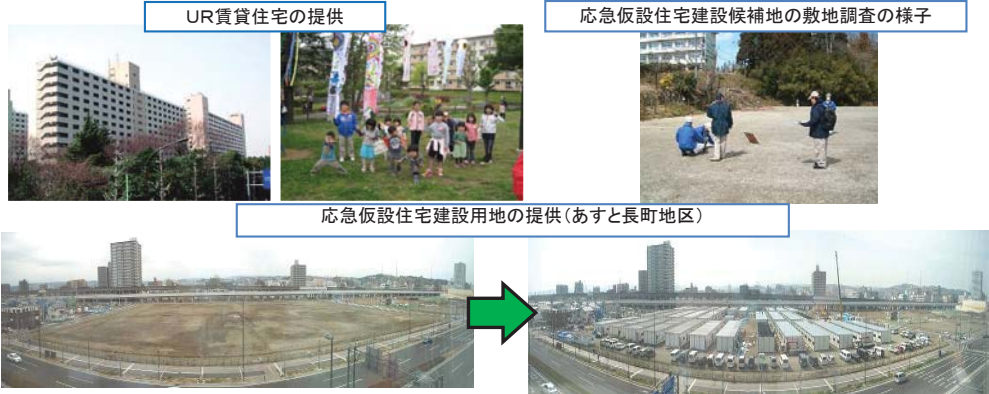 UR賃貸住宅の提供
応急仮設住宅建設候補地の敷地調査の様子
応急仮設住宅建設用地の提供（あすと長町地区）